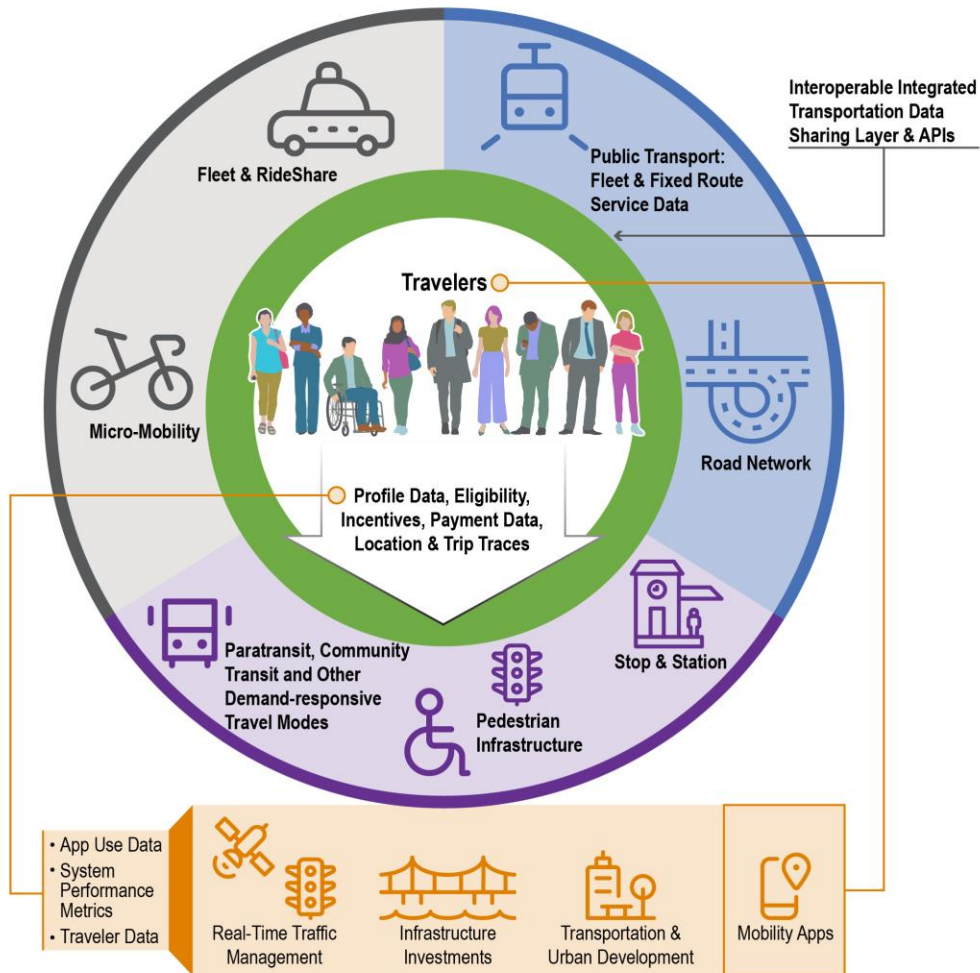 Interoperable Integrated
Transportation Data
Sharing Layer & APIs
Fleet & RideShare
Public Transport:
Fleet & Fixed Route
Service Data
Travelers
Micro-Mobility
Road Network
Profile Data, Eligibility,
Incentives, Payment Data,
Location & Trip Traces
Stop & Station
Paratransit, Community
Transit and Other
Demand-responsive
Travel Modes
Pedestrian
Infrastructure
• App Use Data
• System
Performance
Metrics
• Traveler Data
Real-Time Traffic
Management
Infrastructure
Investments
Transportation &
Urban Development
Mobility Apps